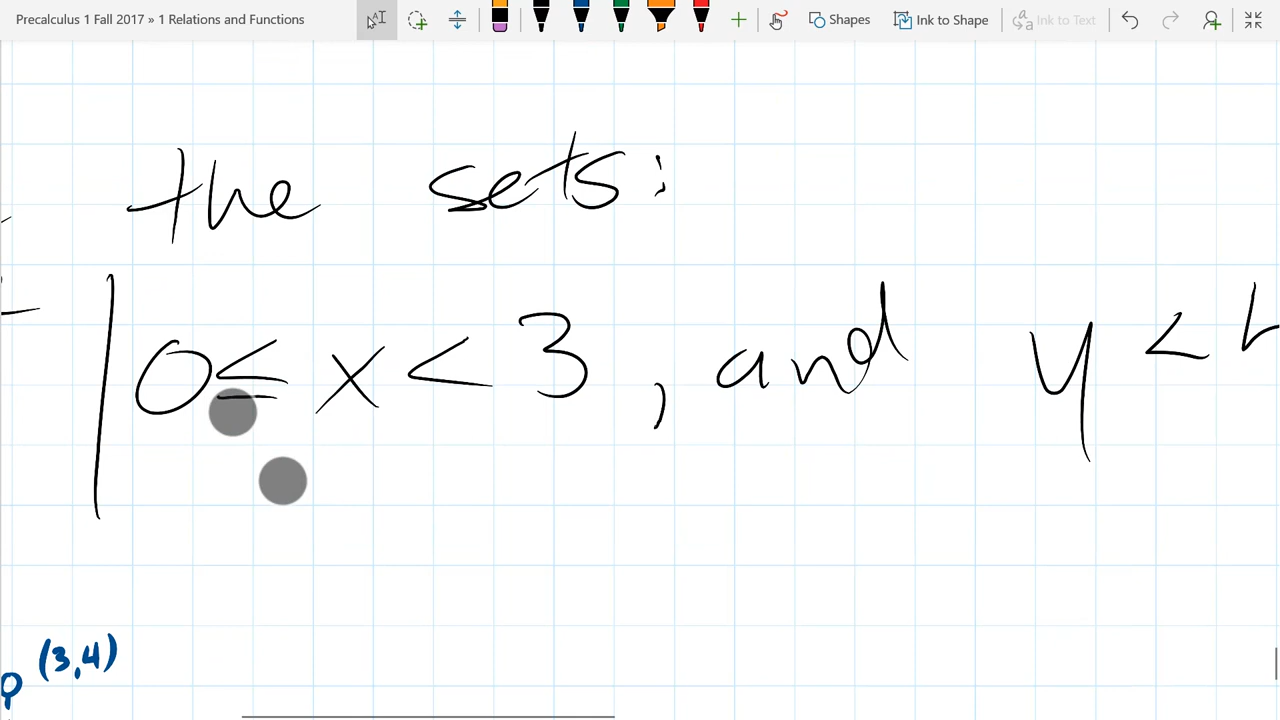 Precalculus 1 Fall 2017 » 1 Relations and Functions Shapes Ink to Shape Ink to Text
the sets:
| 0 ≤ x < 3 , and y <
(3,4)